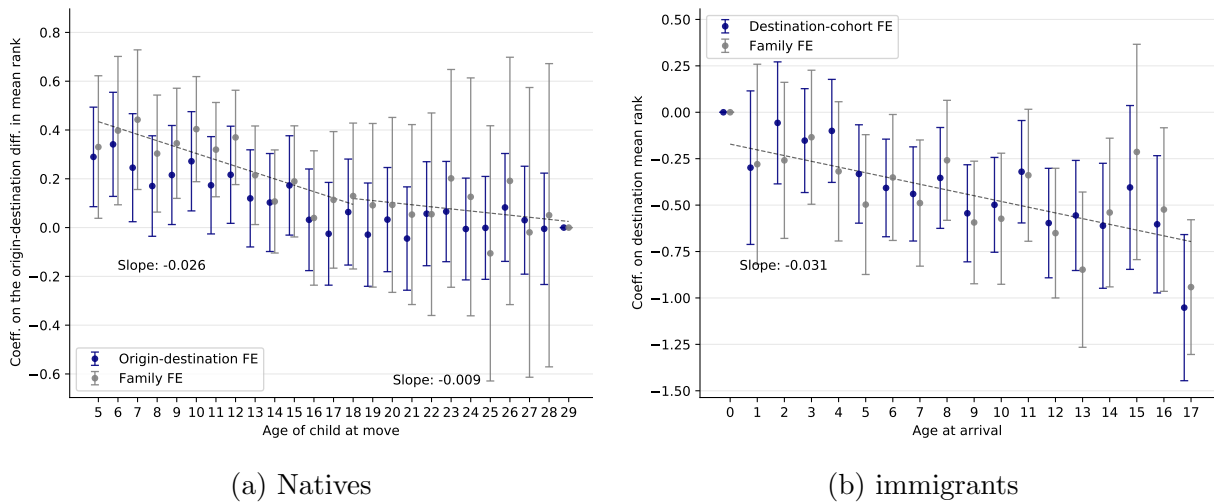 Coeff. on the origin-destination diff. in mean rank
0.8
0.6
0.4
0.2
0.0
−0.2
−0.4
−0.6
Slope: -0.026
Slope: -0.009
Origin-destination FE
Family FE
5 6 7 8 9 10 11 12 13 14 15 16 17 18 19 20 21 22 23 24 25 26 27 28 29
Age of child at move
(a) Natives
Coeff. on destination mean rank
0.50
0.25
0.00
−0.25
−0.50
−0.75
−1.00
−1.25
−1.50
Destination-cohort FE
Family FE
Slope: -0.031
0 1 2 3 4 5 6 7 8 9 10 11 12 13 14 15 16 17
Age at arrival
(b) immigrants